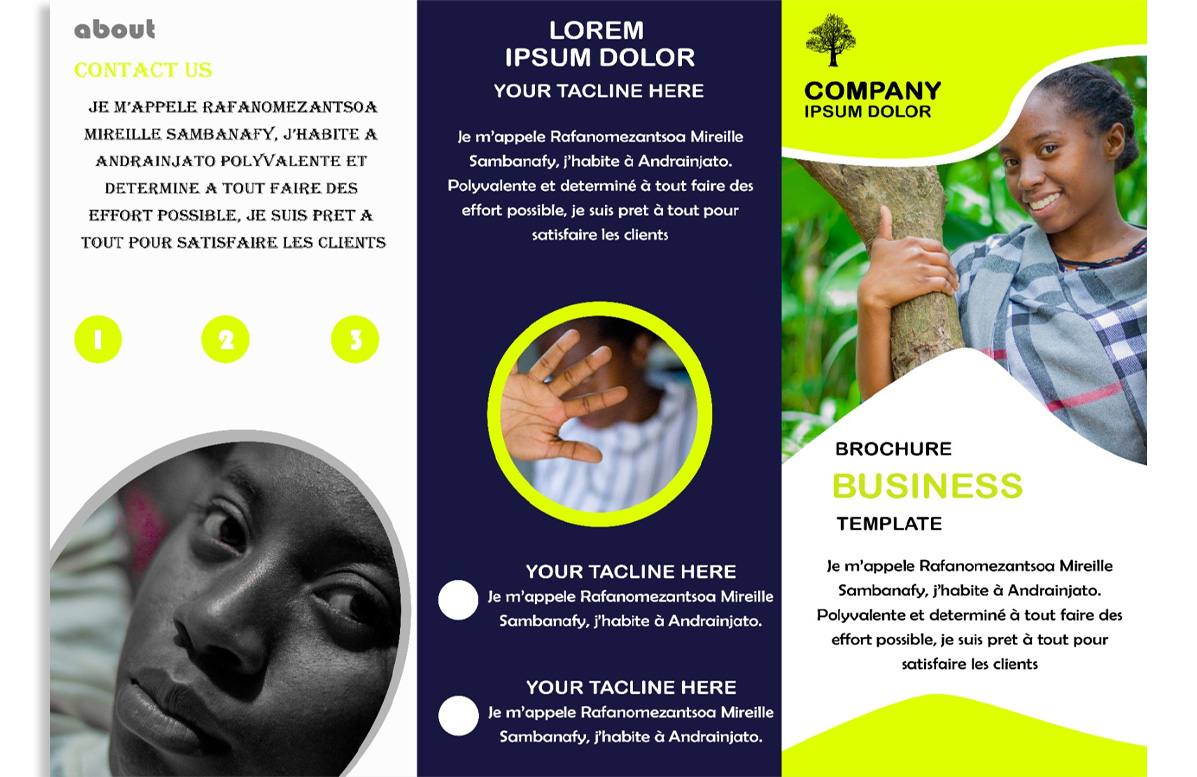 about
CONTACT US
JE M'APPELE RAFANOMEZANTSOA
MIREILLE SAMBANAFY, J'HABITE A
ANDRAINJATO POLYVALENTE ET
DETERMINE A TOUT FAIRE DES
EFFORT POSSIBLE, JE SUIS PRET A
TOUT POUR SATISFAIRE LES CLIENTS
1 2 3
LOREM
IPSUM DOLOR
YOUR TACLINE HERE
Je m'appele Rafanomezantsoa Mireille
Sambanafy, j'habite à Andrainjato.
Polyvalente et determiné à tout faire des
effort possible, je suis pret à tout pour
satisfaire les clients
YOUR TACLINE HERE
Je m'appele Rafanomezantsoa Mireille
Sambanafy, j'habite à Andrainjato.
YOUR TACLINE HERE
Je m'appele Rafanomezantsoa Mireille
Sambanafy, j'habite à Andrainjato.
COMPANY
IPSUM DOLOR
BROCHURE
BUSINESS
TEMPLATE
Je m'appele Rafanomezantsoa Mireille
Sambanafy, j'habite à Andrainjato.
Polyvalente et determiné à tout faire des
effort possible, je suis pret à tout pour
satisfaire les clients